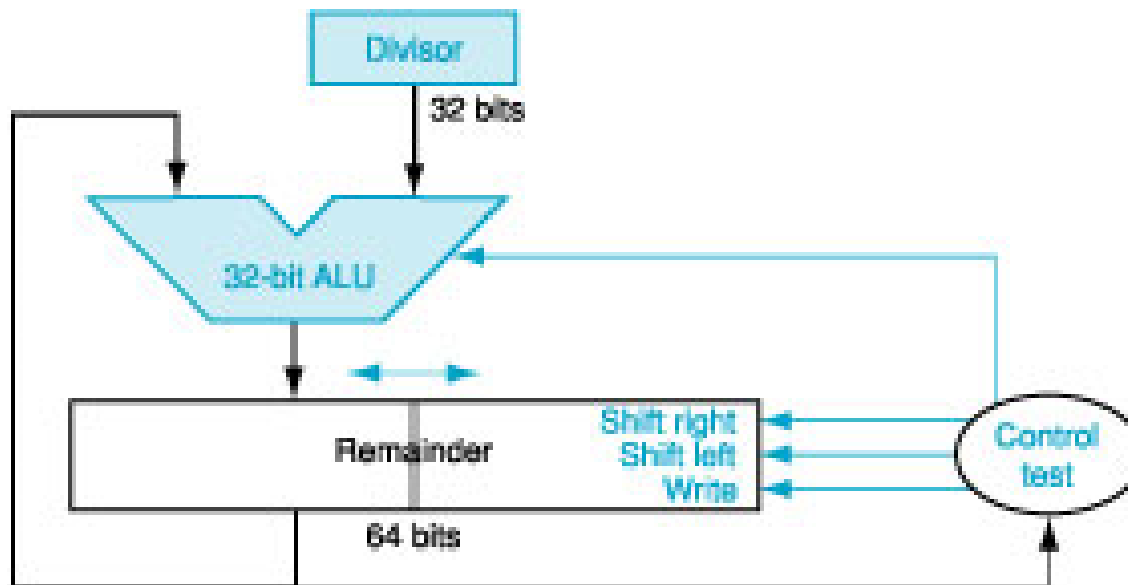 Divisor
32 bits
32-bit ALU
Remainder
Shift right
Shift left
Write
Control
test
64 bits